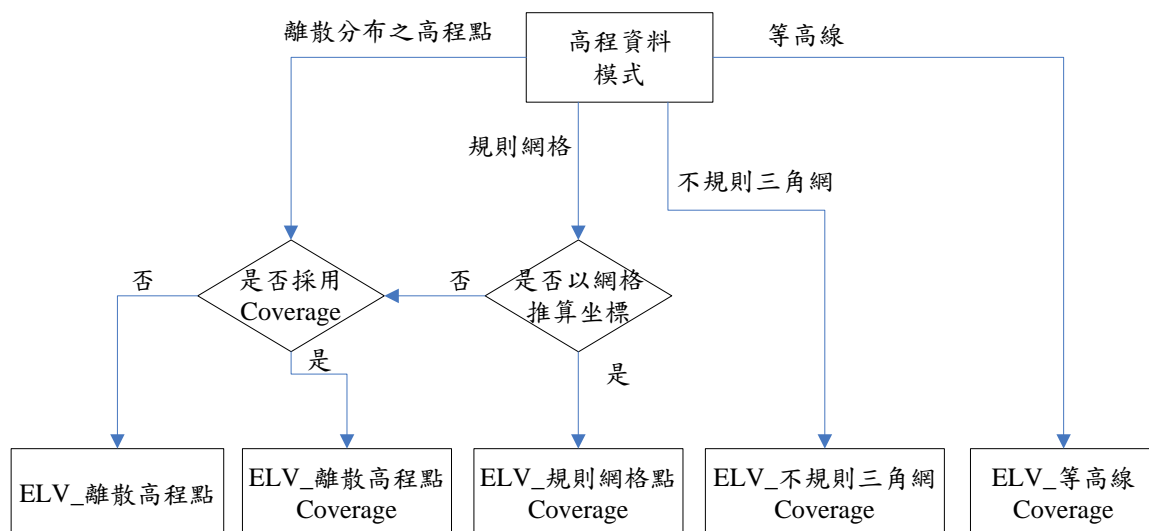 離散分布之高程點
高程資料
模式
等高線
規則網格
不規則三角網
否
是否採用
Coverage
否
是否以網格
推算坐標
是
是
ELV_離散高程點
ELV_離散高程點
Coverage
ELV_規則網格點
Coverage
ELV_不規則三角網
Coverage
ELV_等高線
Coverage